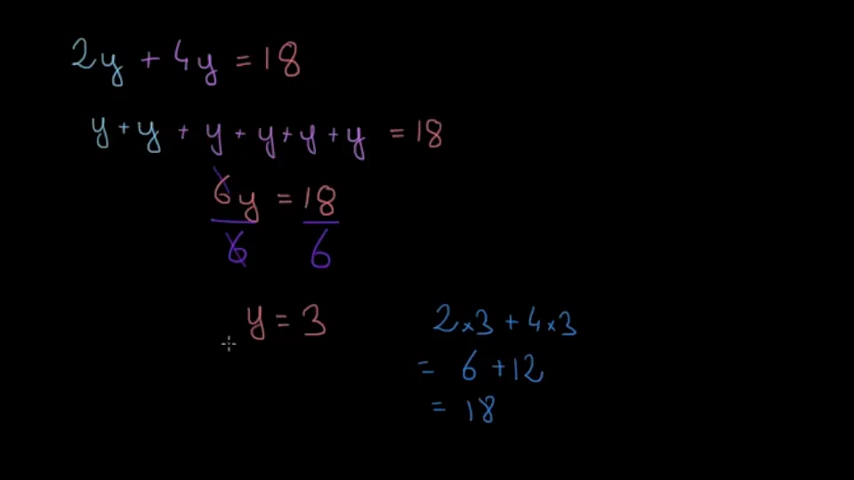 2y + 4y = 18
y + y + y + y + y + y = 18
6y = 18
6 6
y = 3
2×3 + 4×3
= 6 + 12
= 18